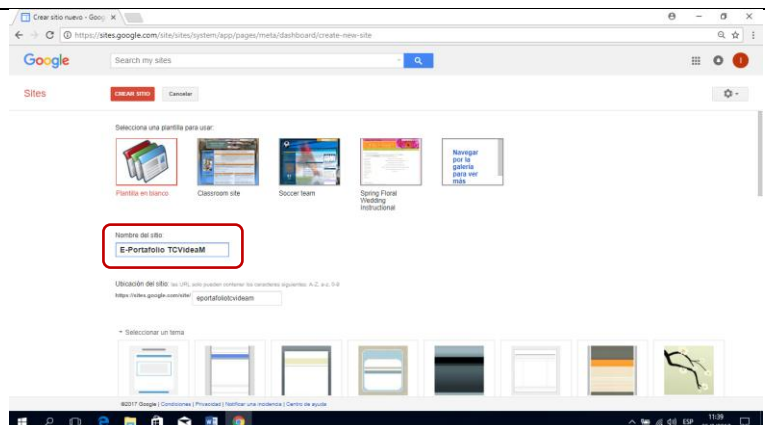 Crear sitio nuevo - Goog
https://sites.google.com/site/sites/system/app/pages/meta/dashboard/create-new-site
Google
Search my sites
Sites
CREAR SITIO
Cancelar
Selecciona una plantilla para usar:
Plantilla en blanco
Classroom site
Soccer team
Spring Floral
Wedding
Instructional
Navegar
por la
galería
para ver
más
Nombre del sitio:
E-Portafolio TCVideaM
Ubicación del sitio: las URL solo pueden contener los caracteres siguientes: A-Z, a-z, 0-9
https://sites.google.com/site/ eportafoliotcvideam
Seleccionar un tema
©2017 Google | Condiciones | Privacidad | Notificar una incidencia | Centro de ayuda
ESP
11:39